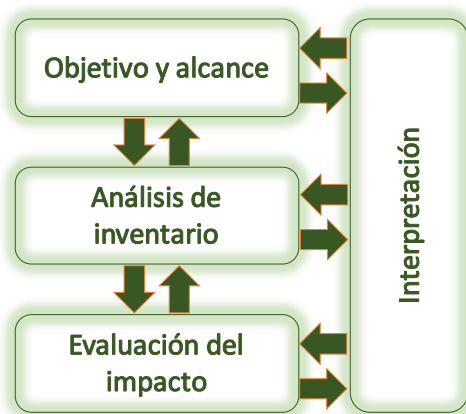 Objetivo y alcance
Análisis de
inventario
Evaluación del
impacto
Interpretación